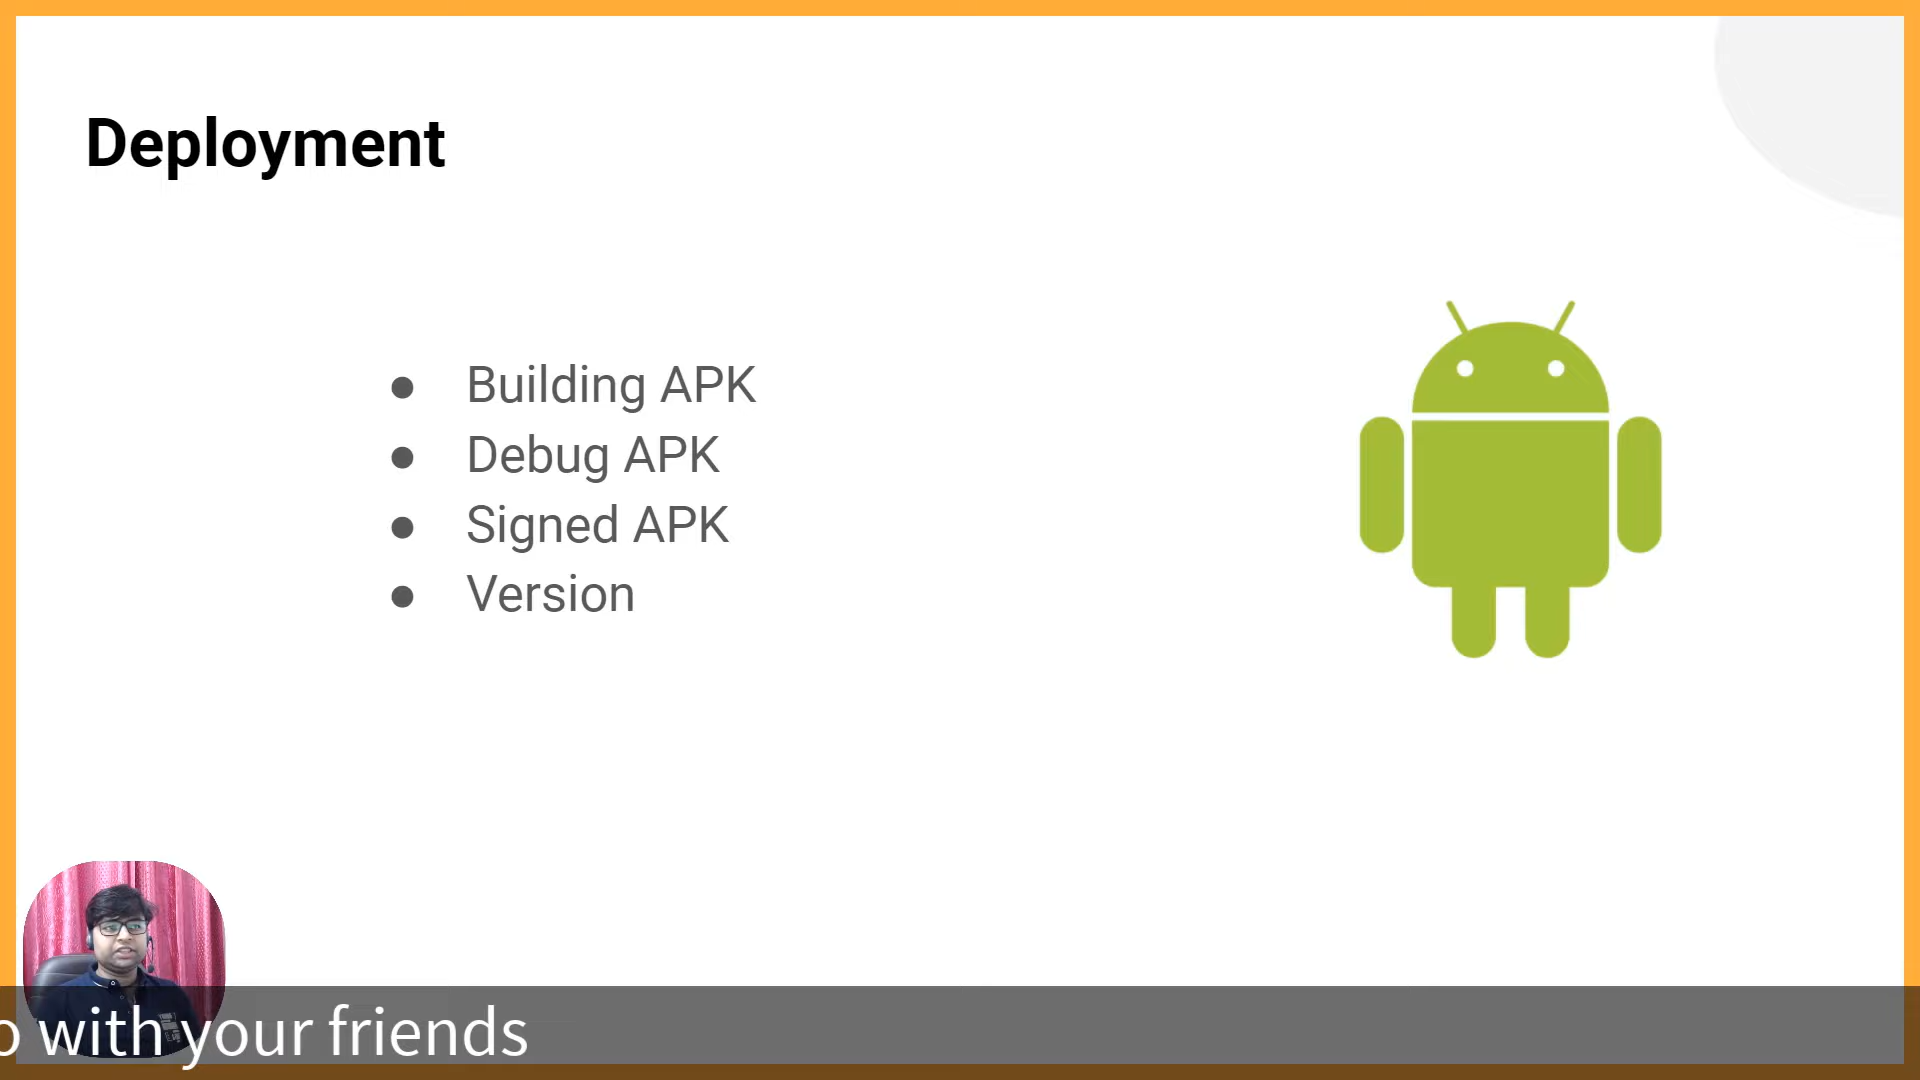 Deployment
Building APK
Debug APK
Signed APK
Version
o with your friends